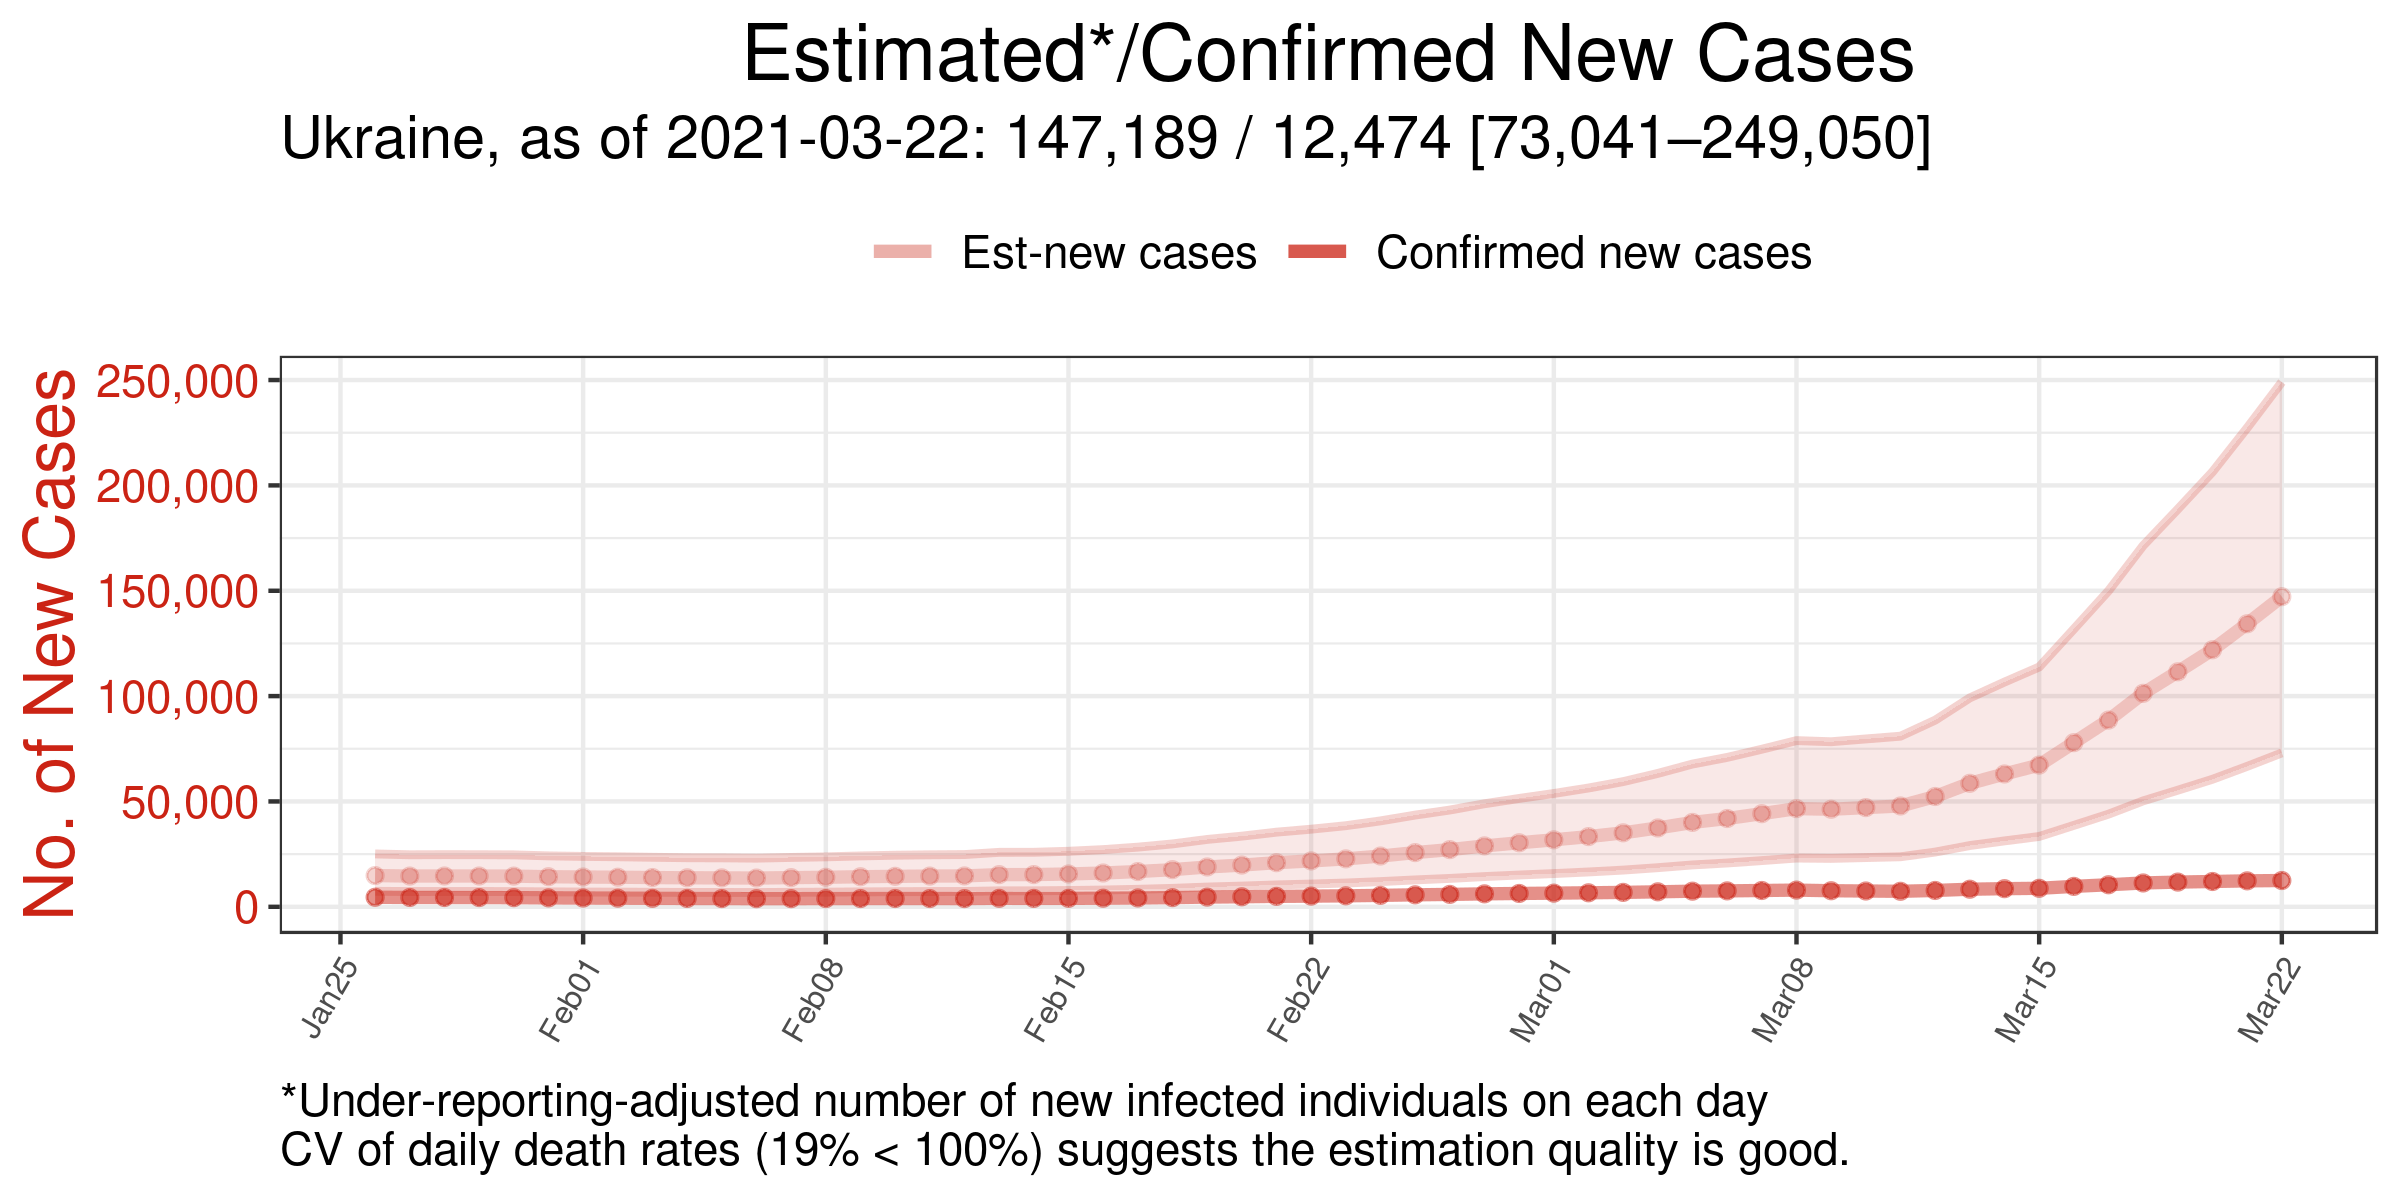 Estimated*/Confirmed New Cases
Ukraine, as of 2021-03-22: 147,189 / 12,474 [73,041–249,050]
Est-new cases
Confirmed new cases
No. of New Cases
250,000
200,000
150,000
100,000
50,000
0
Jan25
Feb01
Feb08
Feb15
Feb22
Mar01
Mar08
Mar15
Mar22
*Under-reporting-adjusted number of new infected individuals on each day
CV of daily death rates (19% < 100%) suggests the estimation quality is good.